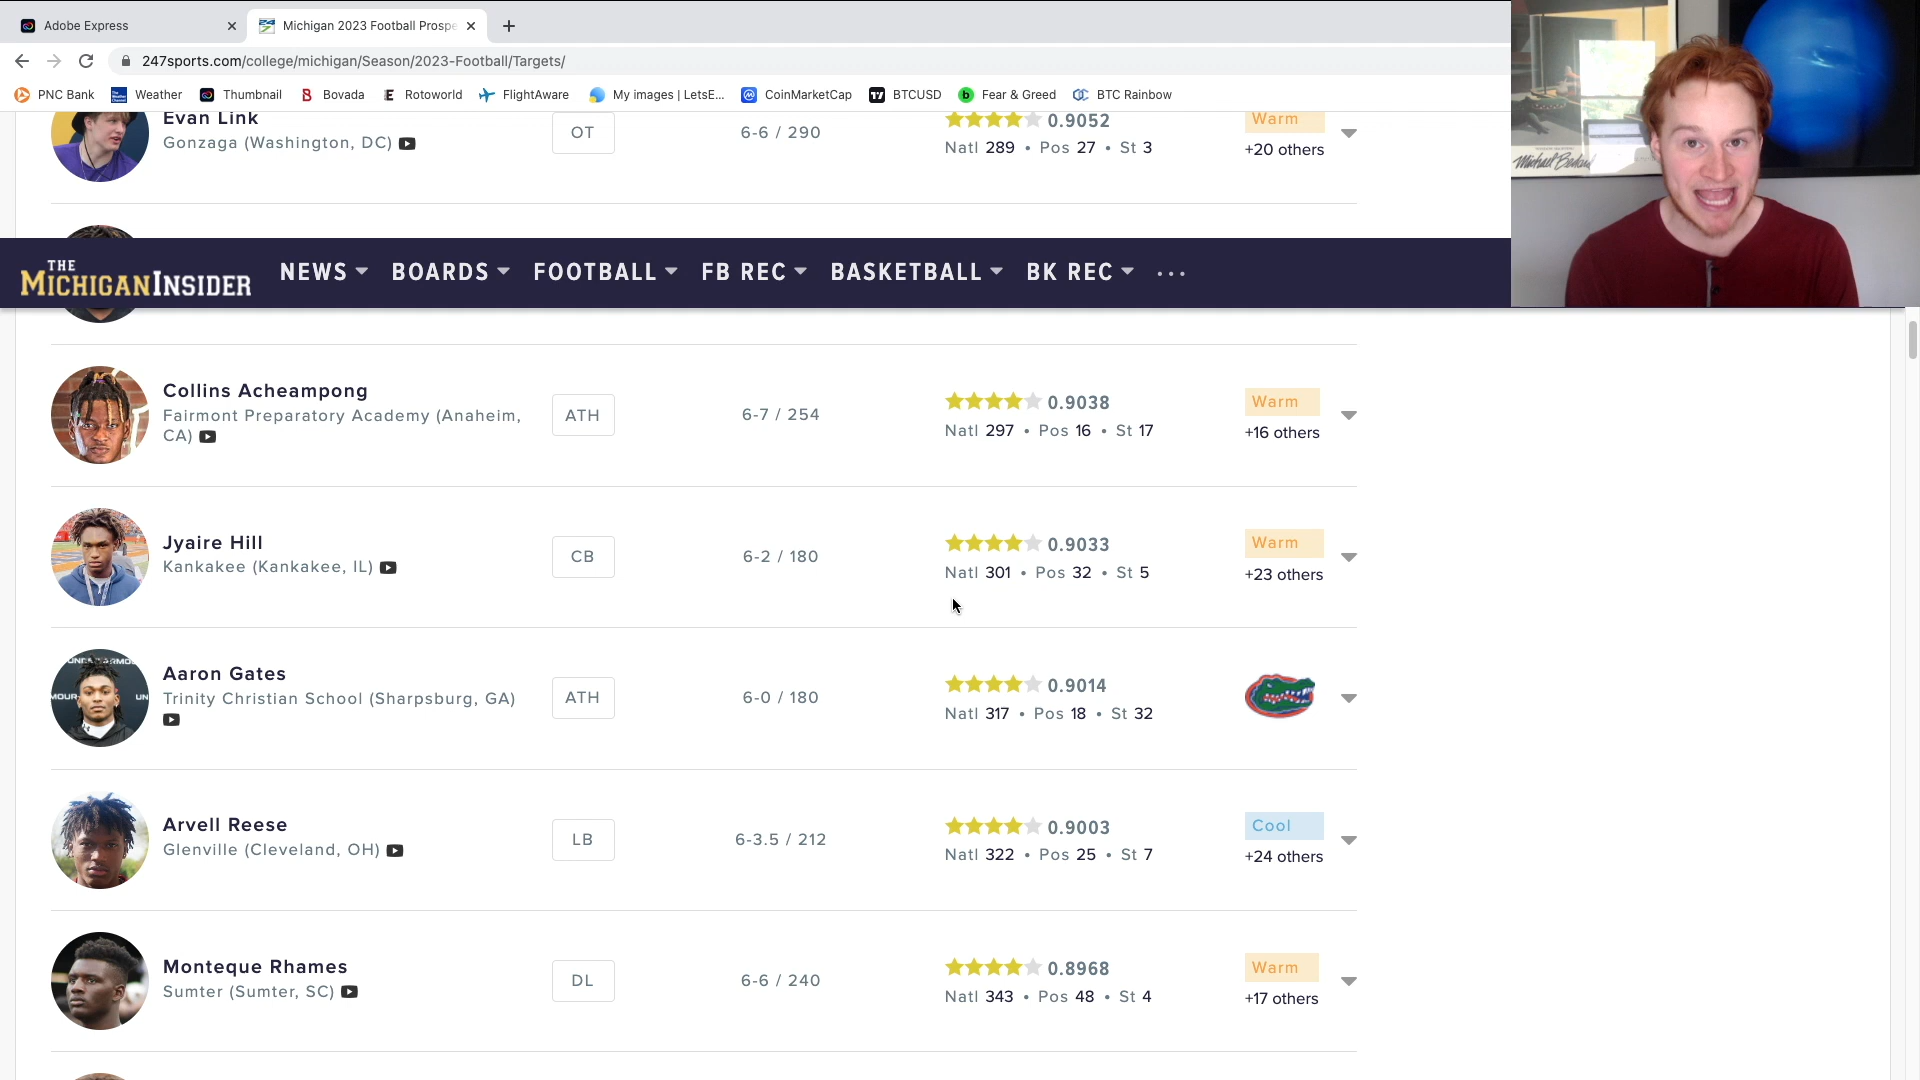 Adobe Express
Michigan 2023 Football Prospe
247sports.com/college/michigan/Season/2023-Football/Targets/
PNC Bank
Weather
Thumbnail
Bovada
Rotoworld
FlightAware
My images | LetsE...
CoinMarketCap
BTCUSD
Fear & Greed
BTC Rainbow
Evan Link
Gonzaga (Washington, DC)
OT
6-6 / 290
0.9052
Natl 289 • Pos 27 • St 3
Warm
+20 others
THE
MICHIGANINSIDER
NEWS
BOARDS
FOOTBALL
FB REC
BASKETBALL
BK REC
...
Collins Acheampong
Fairmont Preparatory Academy (Anaheim,
CA)
ATH
6-7 / 254
0.9038
Natl 297 • Pos 16 • St 17
Warm
+16 others
Jyaire Hill
Kankakee (Kankakee, IL)
CB
6-2 / 180
0.9033
Natl 301 • Pos 32 • St 5
Warm
+23 others
Aaron Gates
Trinity Christian School (Sharpsburg, GA)
ATH
6-0 / 180
0.9014
Natl 317 • Pos 18 • St 32
Arvell Reese
Glenville (Cleveland, OH)
LB
6-3.5 / 212
0.9003
Natl 322 • Pos 25 • St 7
Cool
+24 others
Monteque Rhames
Sumter (Sumter, SC)
DL
6-6 / 240
0.8968
Natl 343 • Pos 48 • St 4
Warm
+17 others